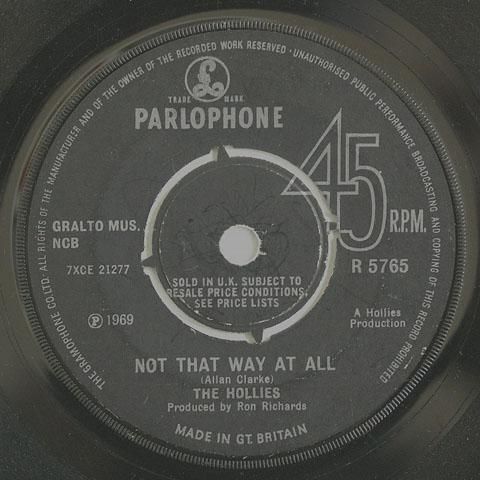 THE GRAMOPHONE CO. LTD. ALL RIGHTS OF THE MANUFACTURER AND OF THE OWNER OF THE RECORDED WORK RESERVED · UNAUTHORISED PUBLIC PERFORMANCE BROADCASTING AND COPYING OF THIS RECORD PROHIBITED
£
TRADE MARK
PARLOPHONE
45
R.P.M.
GRALTO MUS.
NCB
7XCE 21277
R 5765
SOLD IN U.K. SUBJECT TO
RESALE PRICE CONDITIONS,
SEE PRICE LISTS
Ⓟ 1969
A Hollies
Production
NOT THAT WAY AT ALL
(Allan Clarke)
THE HOLLIES
Produced by Ron Richards
MADE IN GT. BRITAIN